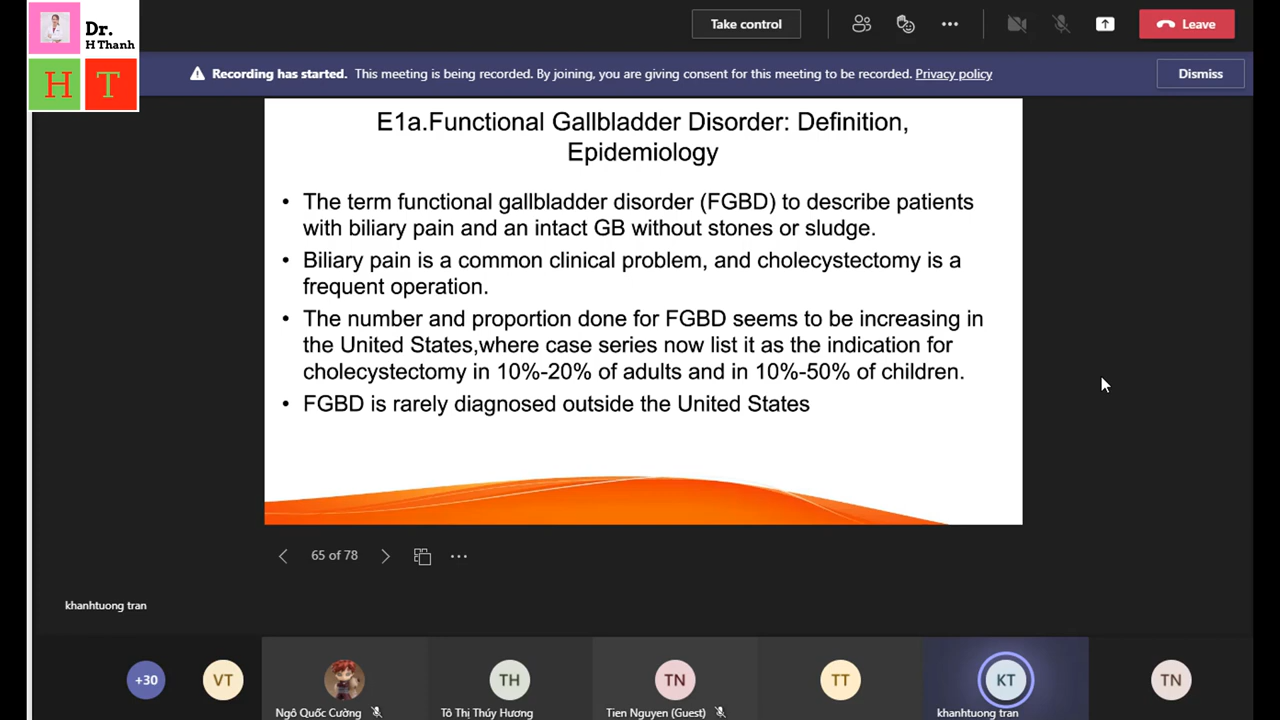 Dr.
H Thanh
H T
Take control
Leave
Recording has started. This meeting is being recorded. By joining, you are giving consent for this meeting to be recorded. Privacy policy
Dismiss
E1a.Functional Gallbladder Disorder: Definition,
Epidemiology
• The term functional gallbladder disorder (FGBD) to describe patients
with biliary pain and an intact GB without stones or sludge.
• Biliary pain is a common clinical problem, and cholecystectomy is a
frequent operation.
• The number and proportion done for FGBD seems to be increasing in
the United States,where case series now list it as the indication for
cholecystectomy in 10%-20% of adults and in 10%-50% of children.
• FGBD is rarely diagnosed outside the United States
65 of 78
khanhtuong tran
+30
VT
TH
TN
TT
KT
TN
Ngô Quốc Cường
Tô Thị Thúy Hương
Tien Nguyen (Guest)
khanhtuong tran